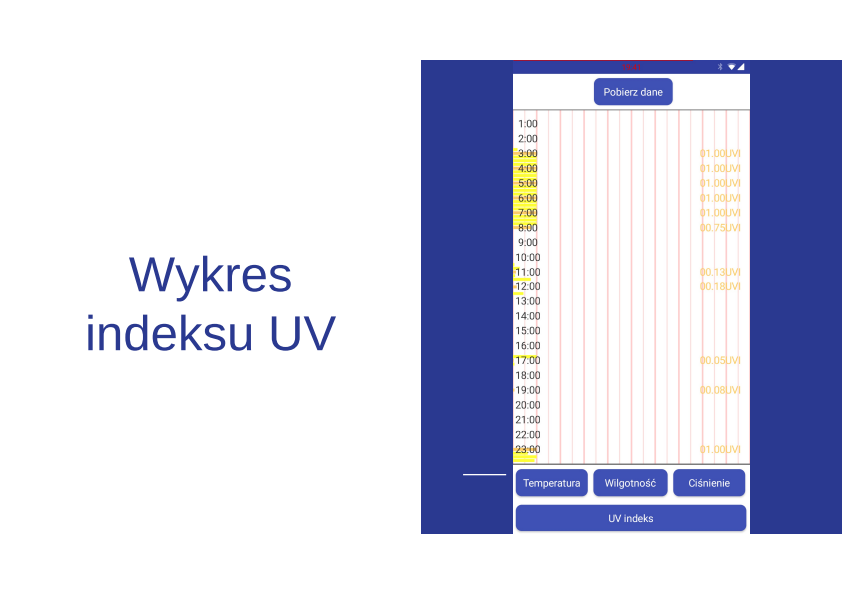 Wykres
indeksu UV
Pobierz dane
1:00
2:00
3:00 01.00UVI
4:00 01.00UVI
5:00 01.00UVI
6:00 01.00UVI
7:00 01.00UVI
8:00 00.75UVI
9:00
10:00
11:00 00.13UVI
12:00 00.18UVI
13:00
14:00
15:00
16:00
17:00 00.05UVI
18:00
19:00 00.08UVI
20:00
21:00
22:00
23:00 01.00UVI
Temperatura Wilgotność Ciśnienie
UV indeks